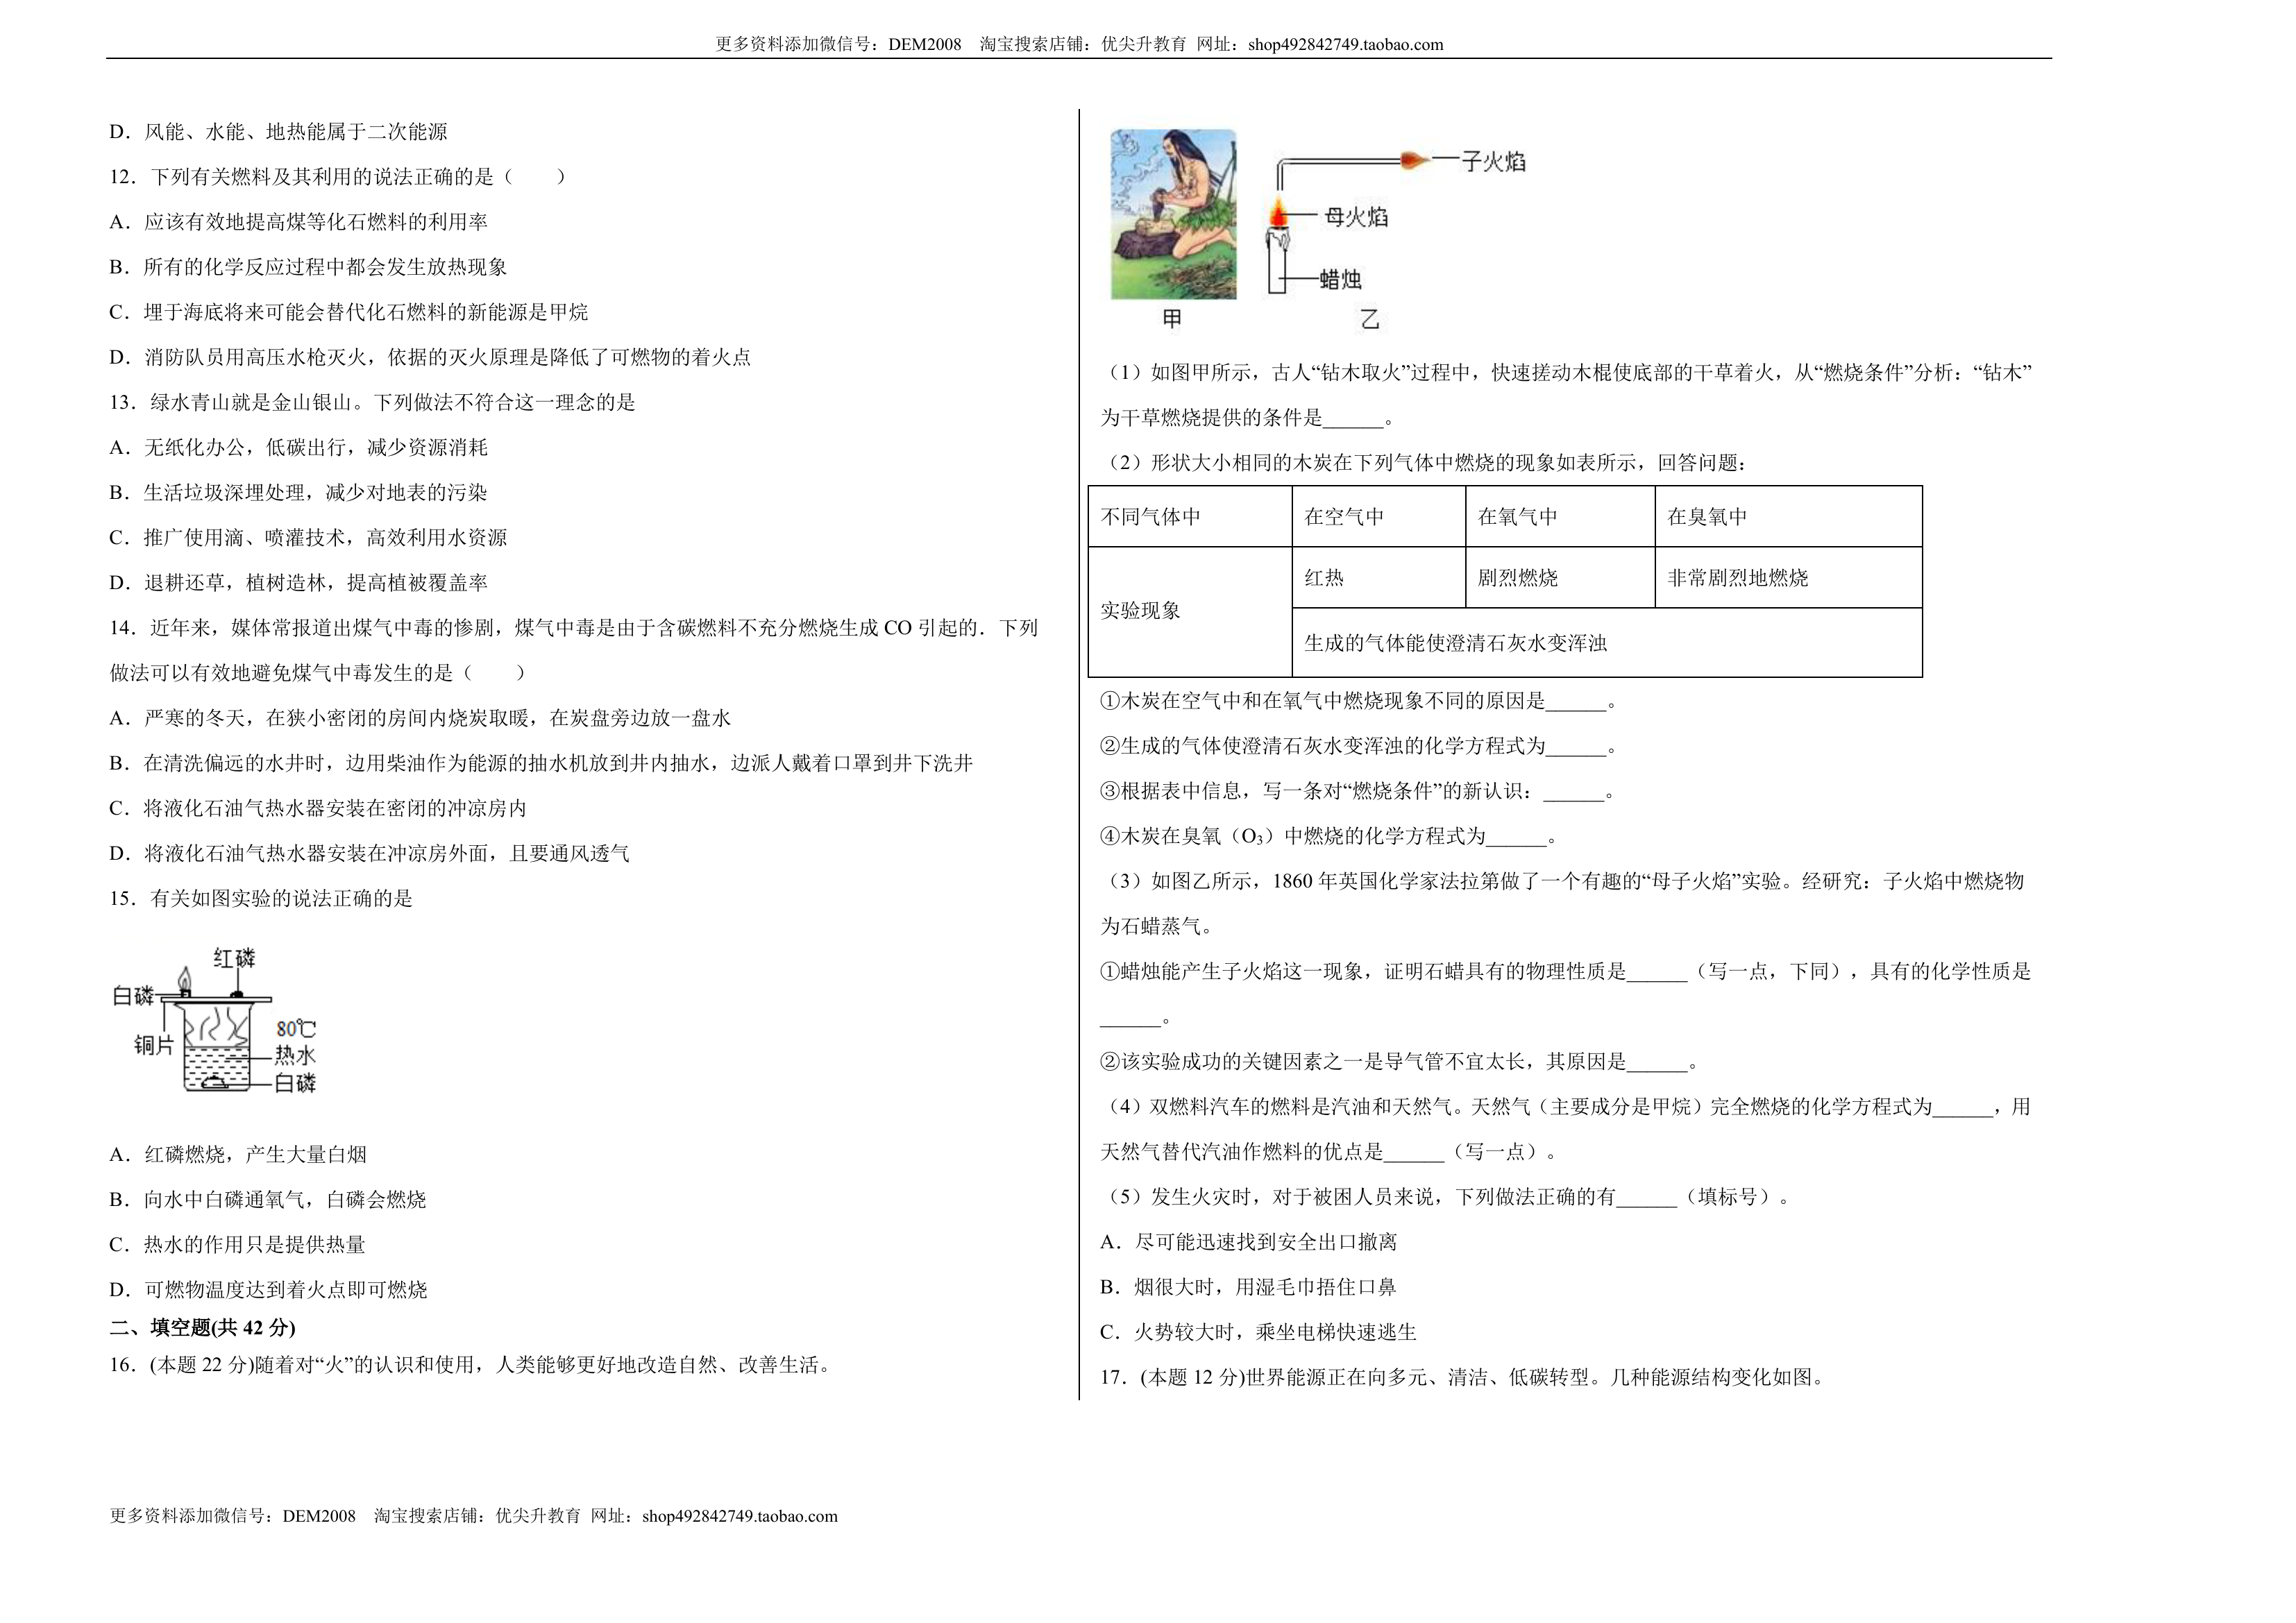 更多资料添加微信号：DEM2008 淘宝搜索店铺：优尖升教育 网址：shop492842749.taobao.com
D．风能、水能、地热能属于二次能源
12．下列有关燃料及其利用的说法正确的是（ ）
A．应该有效地提高煤等化石燃料的利用率
B．所有的化学反应过程中都会发生放热现象
C．埋于海底将来可能会替代化石燃料的新能源是甲烷
D．消防队员用高压水枪灭火，依据的灭火原理是降低了可燃物的着火点
13．绿水青山就是金山银山。下列做法不符合这一理念的是
A．无纸化办公，低碳出行，减少资源消耗
B．生活垃圾深埋处理，减少对地表的污染
C．推广使用滴、喷灌技术，高效利用水资源
D．退耕还草，植树造林，提高植被覆盖率
14．近年来，媒体常报道出煤气中毒的惨剧，煤气中毒是由于含碳燃料不充分燃烧生成 CO 引起的．下列
做法可以有效地避免煤气中毒发生的是（ ）
A．严寒的冬天，在狭小密闭的房间内烧炭取暖，在炭盘旁边放一盘水
B．在清洗偏远的水井时，边用柴油作为能源的抽水机放到井内抽水，边派人戴着口罩到井下洗井
C．将液化石油气热水器安装在密闭的冲凉房内
D．将液化石油气热水器安装在冲凉房外面，且要通风透气
15．有关如图实验的说法正确的是
红磷
白磷
铜片
80℃
热水
白磷
A．红磷燃烧，产生大量白烟
B．向水中白磷通氧气，白磷会燃烧
C．热水的作用只是提供热量
D．可燃物温度达到着火点即可燃烧
二、填空题(共 42 分)
16．(本题 22 分)随着对“火”的认识和使用，人类能够更好地改造自然、改善生活。
子火焰
母火焰
蜡烛
甲 乙
（1）如图甲所示，古人“钻木取火”过程中，快速搓动木棍使底部的干草着火，从“燃烧条件”分析：“钻木”
为干草燃烧提供的条件是______。
（2）形状大小相同的木炭在下列气体中燃烧的现象如表所示，回答问题：
不同气体中 在空气中 在氧气中 在臭氧中
实验现象 红热 剧烈燃烧 非常剧烈地燃烧
生成的气体能使澄清石灰水变浑浊
①木炭在空气中和在氧气中燃烧现象不同的原因是______。
②生成的气体使澄清石灰水变浑浊的化学方程式为______。
③根据表中信息，写一条对“燃烧条件”的新认识：______。
④木炭在臭氧（O₃）中燃烧的化学方程式为______。
（3）如图乙所示，1860 年英国化学家法拉第做了一个有趣的“母子火焰”实验。经研究：子火焰中燃烧物
为石蜡蒸气。
①蜡烛能产生子火焰这一现象，证明石蜡具有的物理性质是______（写一点，下同），具有的化学性质是
______。
②该实验成功的关键因素之一是导气管不宜太长，其原因是______。
（4）双燃料汽车的燃料是汽油和天然气。天然气（主要成分是甲烷）完全燃烧的化学方程式为______，用
天然气替代汽油作燃料的优点是______（写一点）。
（5）发生火灾时，对于被困人员来说，下列做法正确的有______（填标号）。
A．尽可能迅速找到安全出口撤离
B．烟很大时，用湿毛巾捂住口鼻
C．火势较大时，乘坐电梯快速逃生
17．(本题 12 分)世界能源正在向多元、清洁、低碳转型。几种能源结构变化如图。
更多资料添加微信号：DEM2008 淘宝搜索店铺：优尖升教育 网址：shop492842749.taobao.com